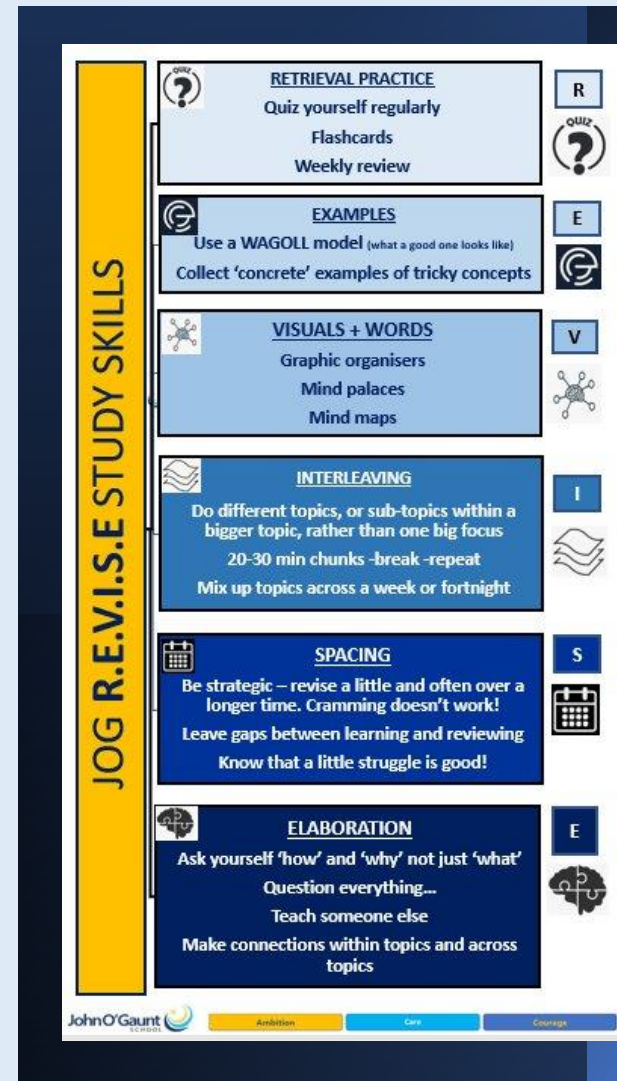 JOG R.E.V.I.S.E STUDY SKILLS
QUIZ
RETRIEVAL PRACTICE
Quiz yourself regularly
Flashcards
Weekly review
R
QUIZ
EXAMPLES
Use a WAGOLL model (what a good one looks like)
Collect ‘concrete’ examples of tricky concepts
E
VISUALS + WORDS
Graphic organisers
Mind palaces
Mind maps
V
INTERLEAVING
Do different topics, or sub-topics within a
bigger topic, rather than one big focus
20-30 min chunks -break -repeat
Mix up topics across a week or fortnight
I
SPACING
Be strategic – revise a little and often over a
longer time. Cramming doesn’t work!
Leave gaps between learning and reviewing
Know that a little struggle is good!
S
ELABORATION
Ask yourself ‘how’ and ‘why’ not just ‘what’
Question everything...
Teach someone else
Make connections within topics and across
topics
E
John O'Gaunt
SCHOOL
Ambition
Care
Courage